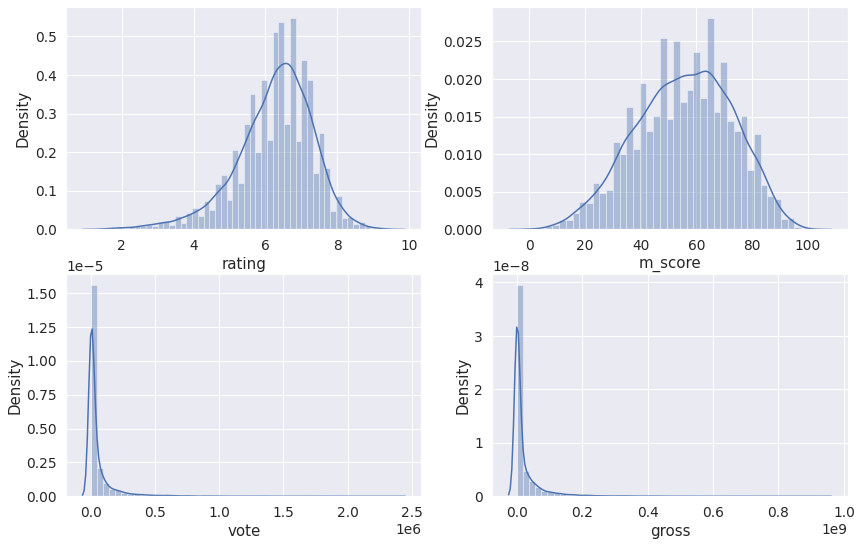 0.5
0.4
0.3
0.2
0.1
0.0
Density
2 4 6 8 10
rating
0.025
0.020
0.015
0.010
0.005
0.000
Density
0 20 40 60 80 100
m_score
1e−5
1.50
1.25
1.00
0.75
0.50
0.25
0.00
Density
0.0 0.5 1.0 1.5 2.0 2.5
1e6
vote
1e−8
4
3
2
1
0
Density
0.0 0.2 0.4 0.6 0.8 1.0
1e9
gross